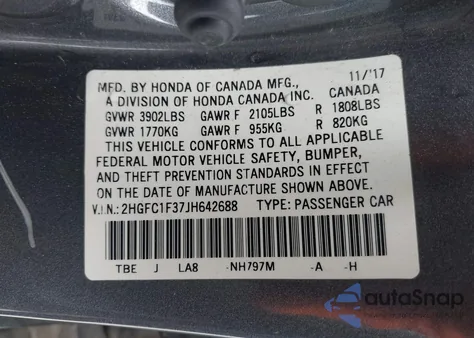 MFD. BY HONDA OF CANADA MFG., 11/'17
A DIVISION OF HONDA CANADA INC. CANADA
GVWR 3902LBS GAWR F 2105LBS R 1808LBS
GVWR 1770KG GAWR F 955KG R 820KG
THIS VEHICLE CONFORMS TO ALL APPLICABLE
FEDERAL MOTOR VEHICLE SAFETY, BUMPER,
AND THEFT PREVENTION STANDARDS IN EFFECT
ON THE DATE OF MANUFACTURE SHOWN ABOVE.
V.I.N.: 2HGFC1F37JH642688 TYPE: PASSENGER CAR
TBE J LA8 -NH797M -A -H
autoSnap